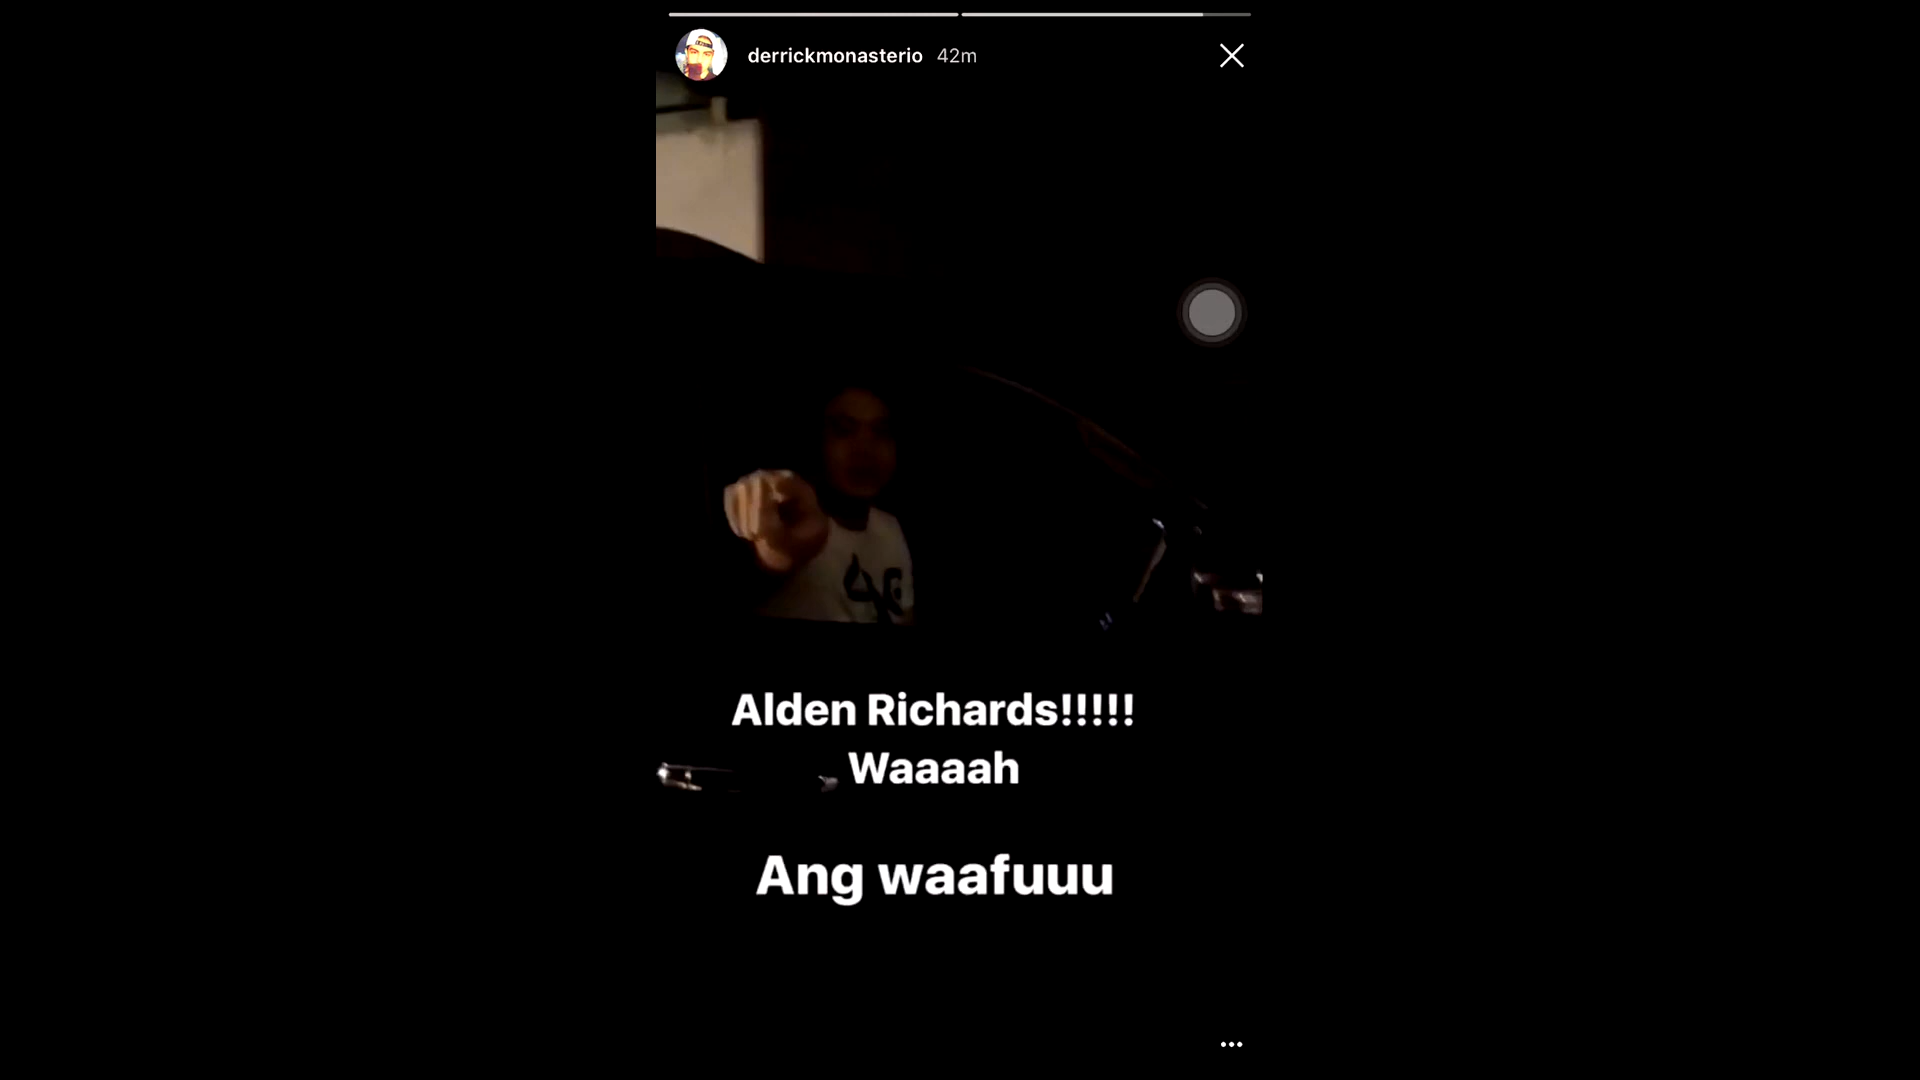 derrickmonasterio 42m
Alden Richards!!!!!
Waaaah
Ang waafuuu